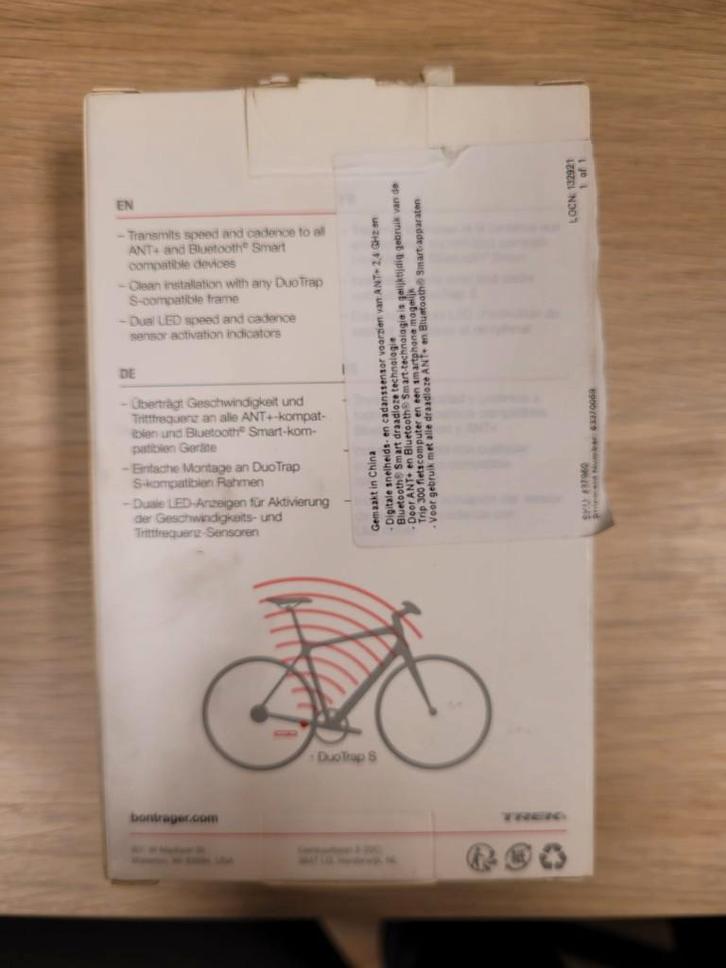 EN
– Transmits speed and cadence to all
ANT+ and Bluetooth® Smart
compatible devices
– Clean installation with any DuoTrap
S-compatible frame
– Dual LED speed and cadence
sensor activation indicators
DE
– Überträgt Geschwindigkeit und
Trittfrequenz an alle ANT+-kompat-
iblen und Bluetooth® Smart-kom-
patiblen Geräte
– Einfache Montage an DuoTrap
S-kompatiblen Rahmen
– Duale LED-Anzeigen für Aktivierung
der Geschwindigkeits- und
Trittfrequenz-Sensoren
Gemaakt in China
- Digitale snelheids- en cadanssensor voorzien van ANT+ 2,4 GHz en
Bluetooth® Smart draadloze technologie
- Door ANT+ en Bluetooth® Smart-technologie is gelijktijdig gebruik van de
Trip 300 fietscomputer en een smartphone mogelijk
- Voor gebruik met alle draadloze ANT+ en Bluetooth® Smart-apparaten
LOCN: 132921
1 of 1
DuoTrap S
bontrager.com
TREK
Waterloo, WI USA
Harderwijk, NL